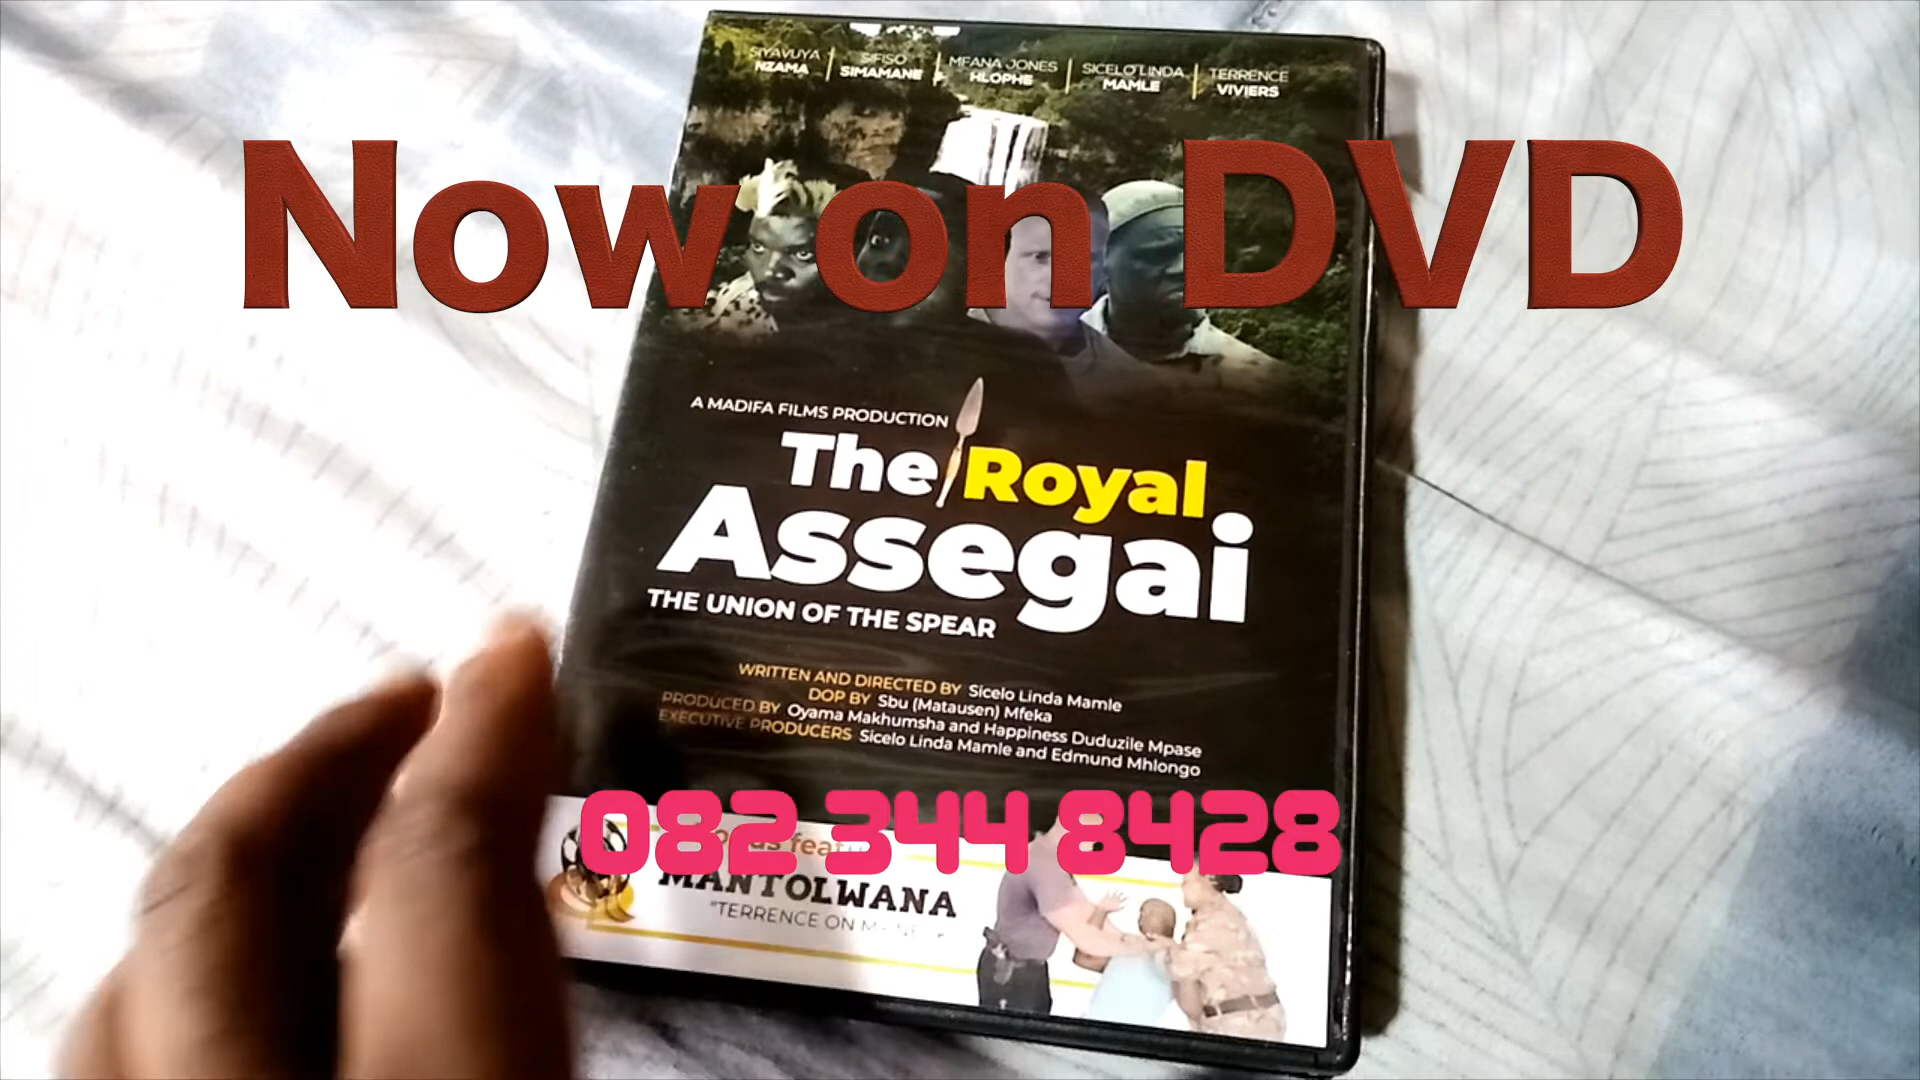 SIYAVUYA NZAMA
SIFISO SIMAMANE
MFANA JONES HLOPHE
SICELO LINDA MAMLE
TERRENCE VIVIERS
Now on DVD
A MADIFA FILMS PRODUCTION
The Royal
Assegai
THE UNION OF THE SPEAR
WRITTEN AND DIRECTED BY Sicelo Linda Mamle
DOP BY Sbu (Matausen) Mfeka
PRODUCED BY Oyama Makhumsha and Happiness Duduzile Mpase
EXECUTIVE PRODUCERS Sicelo Linda Mamle and Edmund Mhlongo
082 344 8428
MANTOLWANA
"TERRENCE ON